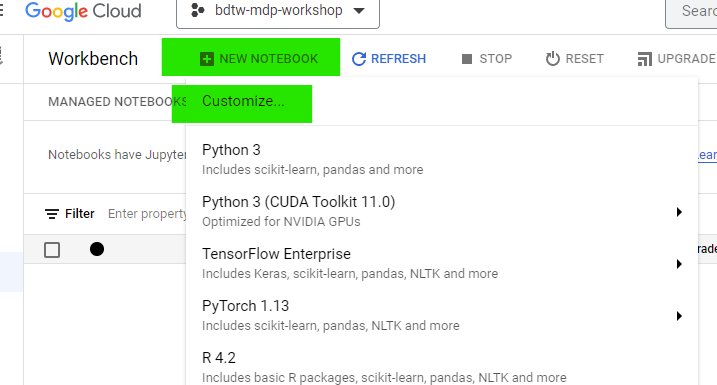 Google Cloud
bdtw-mdp-workshop
Sear
Workbench
NEW NOTEBOOK
REFRESH
STOP
RESET
UPGRADE
MANAGED NOTEBOOKS
Customize...
Notebooks have Jupyter
Python 3
Includes scikit-learn, pandas and more
Python 3 (CUDA Toolkit 11.0)
Optimized for NVIDIA GPUs
Filter
Enter property
TensorFlow Enterprise
Includes Keras, scikit-learn, pandas, NLTK and more
PyTorch 1.13
Includes scikit-learn, pandas, NLTK and more
R 4.2
Includes basic R packages, scikit-learn, pandas, NLTK and more